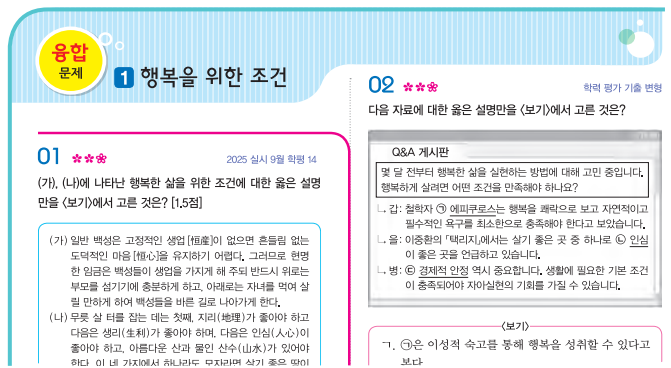 융합
문제
1 행복을 위한 조건
01
2025 실시 9월 학평 14
(가), (나)에 나타난 행복한 삶을 위한 조건에 대한 옳은 설명
만을 〈보기〉에서 고른 것은? [1.5점]
(가) 일반 백성은 고정적인 생업 [恒産]이 없으면 흔들림 없는
도덕적인 마음 [恒心]을 유지하기 어렵다. 그러므로 현명
한 임금은 백성들이 생업을 가지게 해 주되 반드시 위로는
부모를 섬기기에 충분하게 하고, 아래로는 자녀를 먹여 살
릴 만하게 하여 백성들을 바른 길로 나아가게 한다.
(나) 무릇 살 터를 잡는 데는 첫째, 지리(地理)가 좋아야 하고
다음은 생리(生利)가 좋아야 하며, 다음은 인심(人心)이
좋아야 하고, 아름다운 산과 물인 산수(山水)가 있어야
한다. 이 네 가지에서 하나라도 모자라면 살기 좋은 땅이
02
학력 평가 기출 변형
다음 자료에 대한 옳은 설명만을 〈보기〉에서 고른 것은?
Q&A 게시판
몇 달 전부터 행복한 삶을 실현하는 방법에 대해 고민 중입니다.
행복하게 살려면 어떤 조건을 만족해야 하나요?
갑: 철학자 ㉠ 에피쿠로스는 행복을 쾌락으로 보고 자연적이고
필수적인 욕구를 최소한으로 충족해야 한다고 보았습니다.
을: 이중환의 「택리지」에서는 살기 좋은 곳 중 하나로 ㉡ 인심
이 좋은 곳을 언급하고 있습니다.
병: ㉢ 경제적 안정 역시 중요합니다. 생활에 필요한 기본 조건
이 충족되어야 자아실현의 기회를 가질 수 있습니다.
〈보기〉
ㄱ. ㉠은 이성적 숙고를 통해 행복을 성취할 수 있다고
본다.